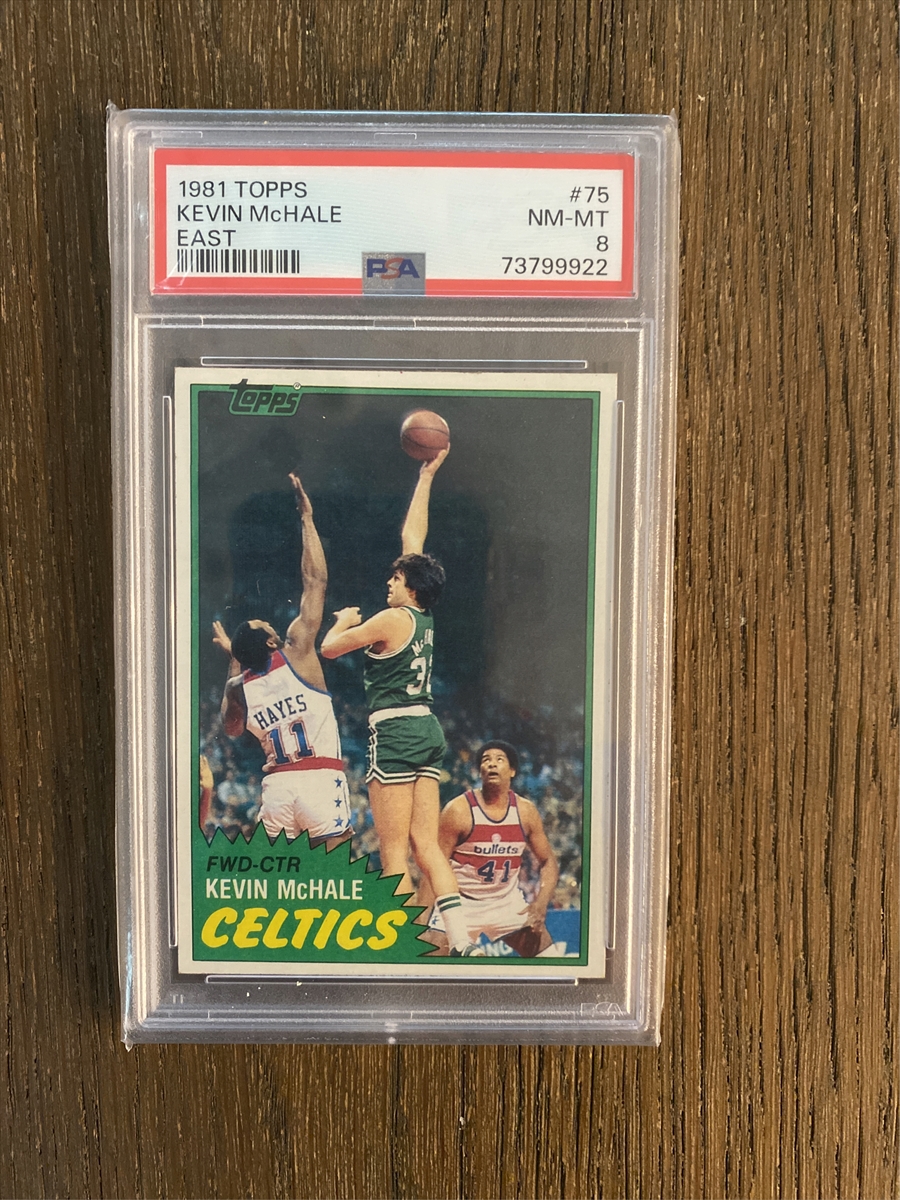 1981 TOPPS #75
KEVIN McHALE NM-MT
EAST 8
PSA 73799922
Topps®
HAYES
11
bullets
41
FWD-CTR
KEVIN McHALE
CELTICS
PSA